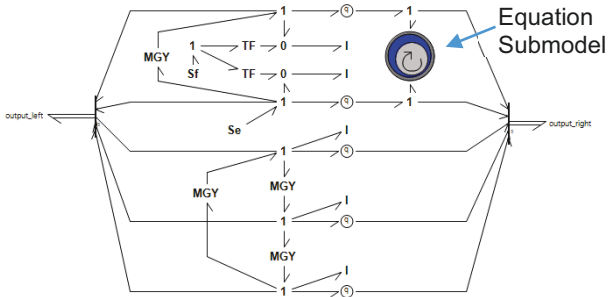 1 q 1
Equation
Submodel
MGY 1 TF 0 I
Sf TF 0 I
1 q 1
output_left
output_right
Se
I
1 q
MGY MGY
I
1 q
MGY
I
1 q